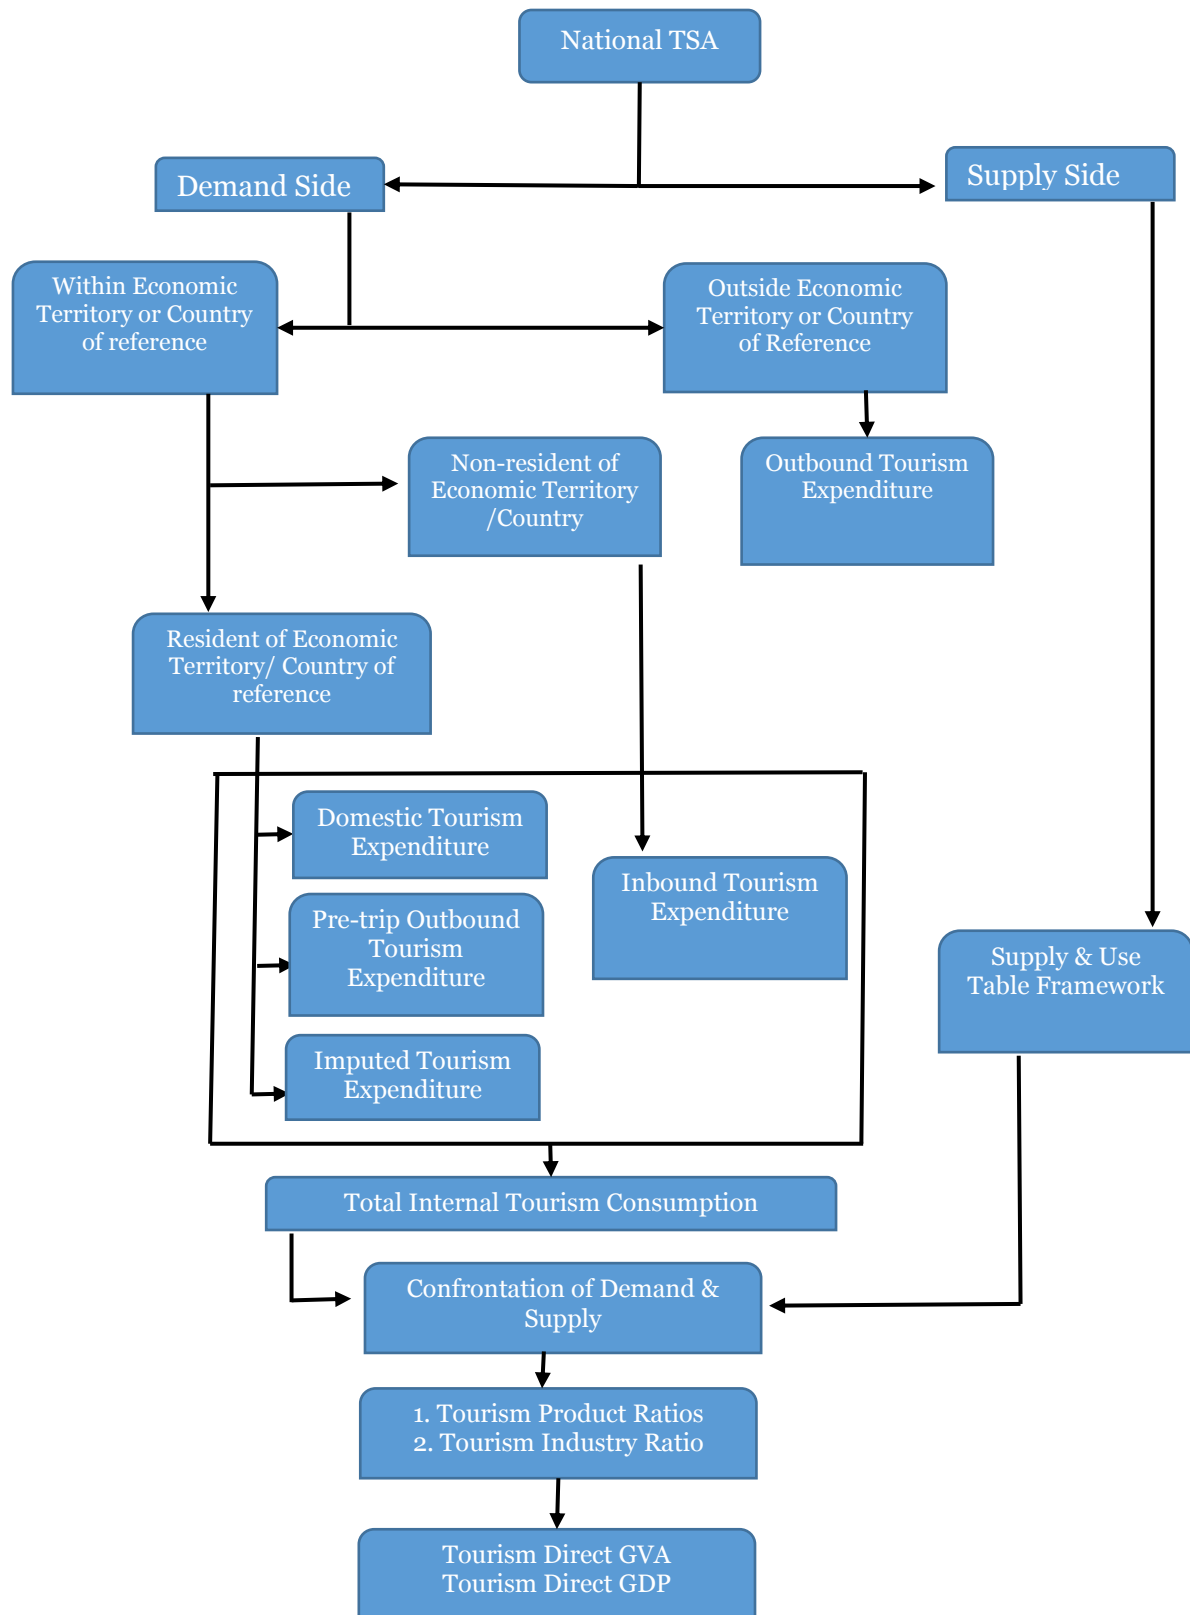 National TSA
Demand Side
Supply Side
Within Economic
Territory or Country
of reference
Outside Economic
Territory or Country
of Reference
Non-resident of
Economic Territory
/Country
Outbound Tourism
Expenditure
Resident of Economic
Territory/ Country of
reference
Domestic Tourism
Expenditure
Inbound Tourism
Expenditure
Pre-trip Outbound
Tourism
Expenditure
Supply & Use
Table Framework
Imputed Tourism
Expenditure
Total Internal Tourism Consumption
Confrontation of Demand &
Supply
1. Tourism Product Ratios
2. Tourism Industry Ratio
Tourism Direct GVA
Tourism Direct GDP